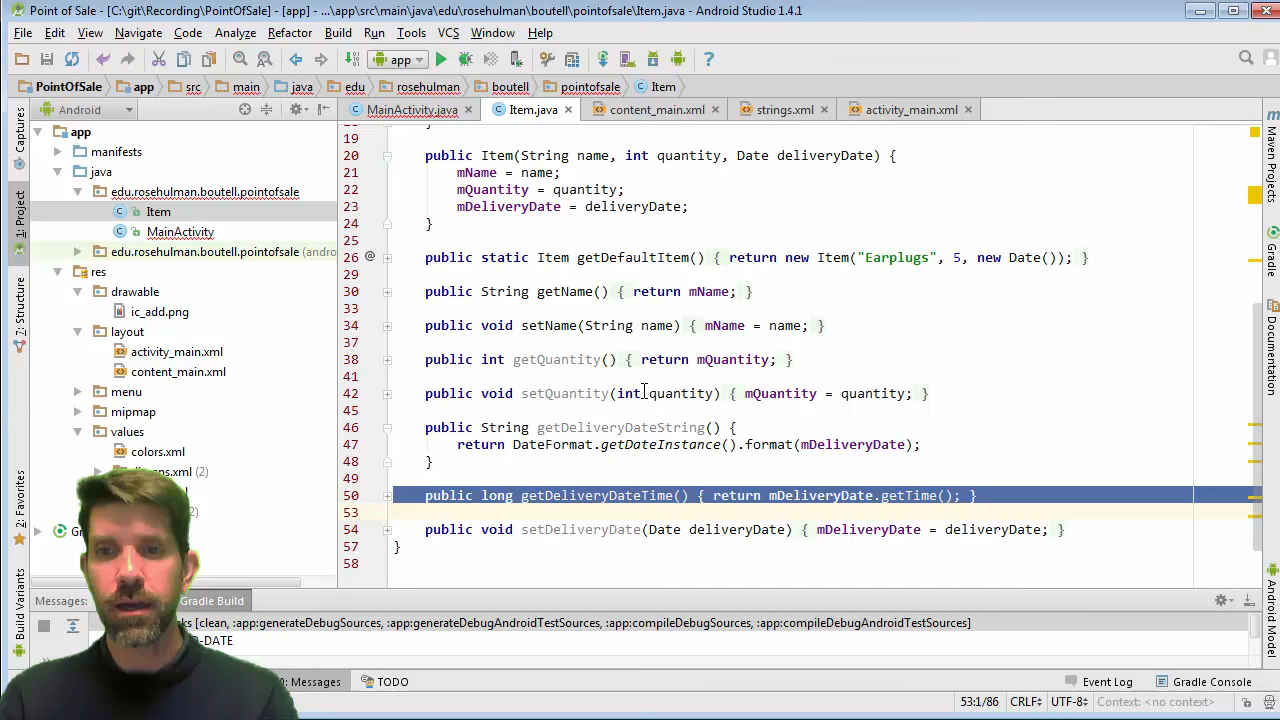 Point of Sale - [C:\git\Recording\PointOfSale] - [app] - ...\app\src\main\java\edu\rosehulman\boutell\pointofsale\Item.java - Android Studio 1.4.1
File Edit View Navigate Code Analyze Refactor Build Run Tools VCS Window Help
app
PointOfSale app src main java edu rosehulman boutell pointofsale Item
Android
MainActivity.java Item.java content_main.xml strings.xml activity_main.xml
Captures
1: Project
2: Structure
2: Favorites
Build Variants
Maven Projects
Gradle
Documentation
Android Model
app
manifests
java
edu.rosehulman.boutell.pointofsale
Item
MainActivity
edu.rosehulman.boutell.pointofsale (andro
res
drawable
ic_add.png
layout
activity_main.xml
content_main.xml
menu
mipmap
values
colors.xml
(2)
19
20 public Item(String name, int quantity, Date deliveryDate) {
21 mName = name;
22 mQuantity = quantity;
23 mDeliveryDate = deliveryDate;
24 }
25
26 public static Item getDefaultItem() { return new Item("Earplugs", 5, new Date()); }
30 public String getName() { return mName; }
33
34 public void setName(String name) { mName = name; }
37
38 public int getQuantity() { return mQuantity; }
41
42 public void setQuantity(int quantity) { mQuantity = quantity; }
45
46 public String getDeliveryDateString() {
47 return DateFormat.getDateInstance().format(mDeliveryDate);
48 }
49
50 public long getDeliveryDateTime() { return mDeliveryDate.getTime(); }
53
54 public void setDeliveryDate(Date deliveryDate) { mDeliveryDate = deliveryDate; }
57 }
58
Messages: Gradle Build
ks [clean, :app:generateDebugSources, :app:generateDebugAndroidTestSources, :app:compileDebugSources, :app:compileDebugAndroidTestSources]
-DATE
0: Messages TODO Event Log Gradle Console
53:1/86 CRLF UTF-8 Context: <no context>